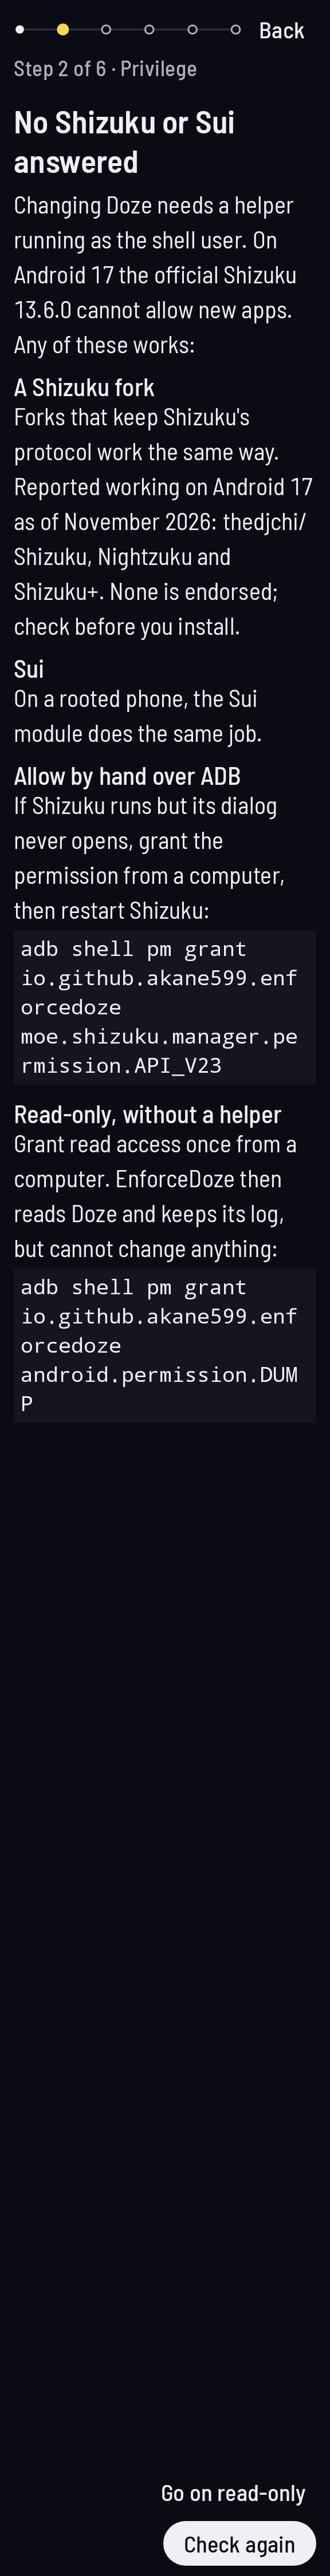 Back
Step 2 of 6 · Privilege
No Shizuku or Sui
answered
Changing Doze needs a helper
running as the shell user. On
Android 17 the official Shizuku
13.6.0 cannot allow new apps.
Any of these works:
A Shizuku fork
Forks that keep Shizuku's
protocol work the same way.
Reported working on Android 17
as of November 2026: thedjchi/
Shizuku, Nightzuku and
Shizuku+. None is endorsed;
check before you install.
Sui
On a rooted phone, the Sui
module does the same job.
Allow by hand over ADB
If Shizuku runs but its dialog
never opens, grant the
permission from a computer,
then restart Shizuku:
adb shell pm grant
io.github.akane599.enf
orcedoze
moe.shizuku.manager.pe
rmission.API_V23
Read-only, without a helper
Grant read access once from a
computer. EnforceDoze then
reads Doze and keeps its log,
but cannot change anything:
adb shell pm grant
io.github.akane599.enf
orcedoze
android.permission.DUM
P
Go on read-only
Check again